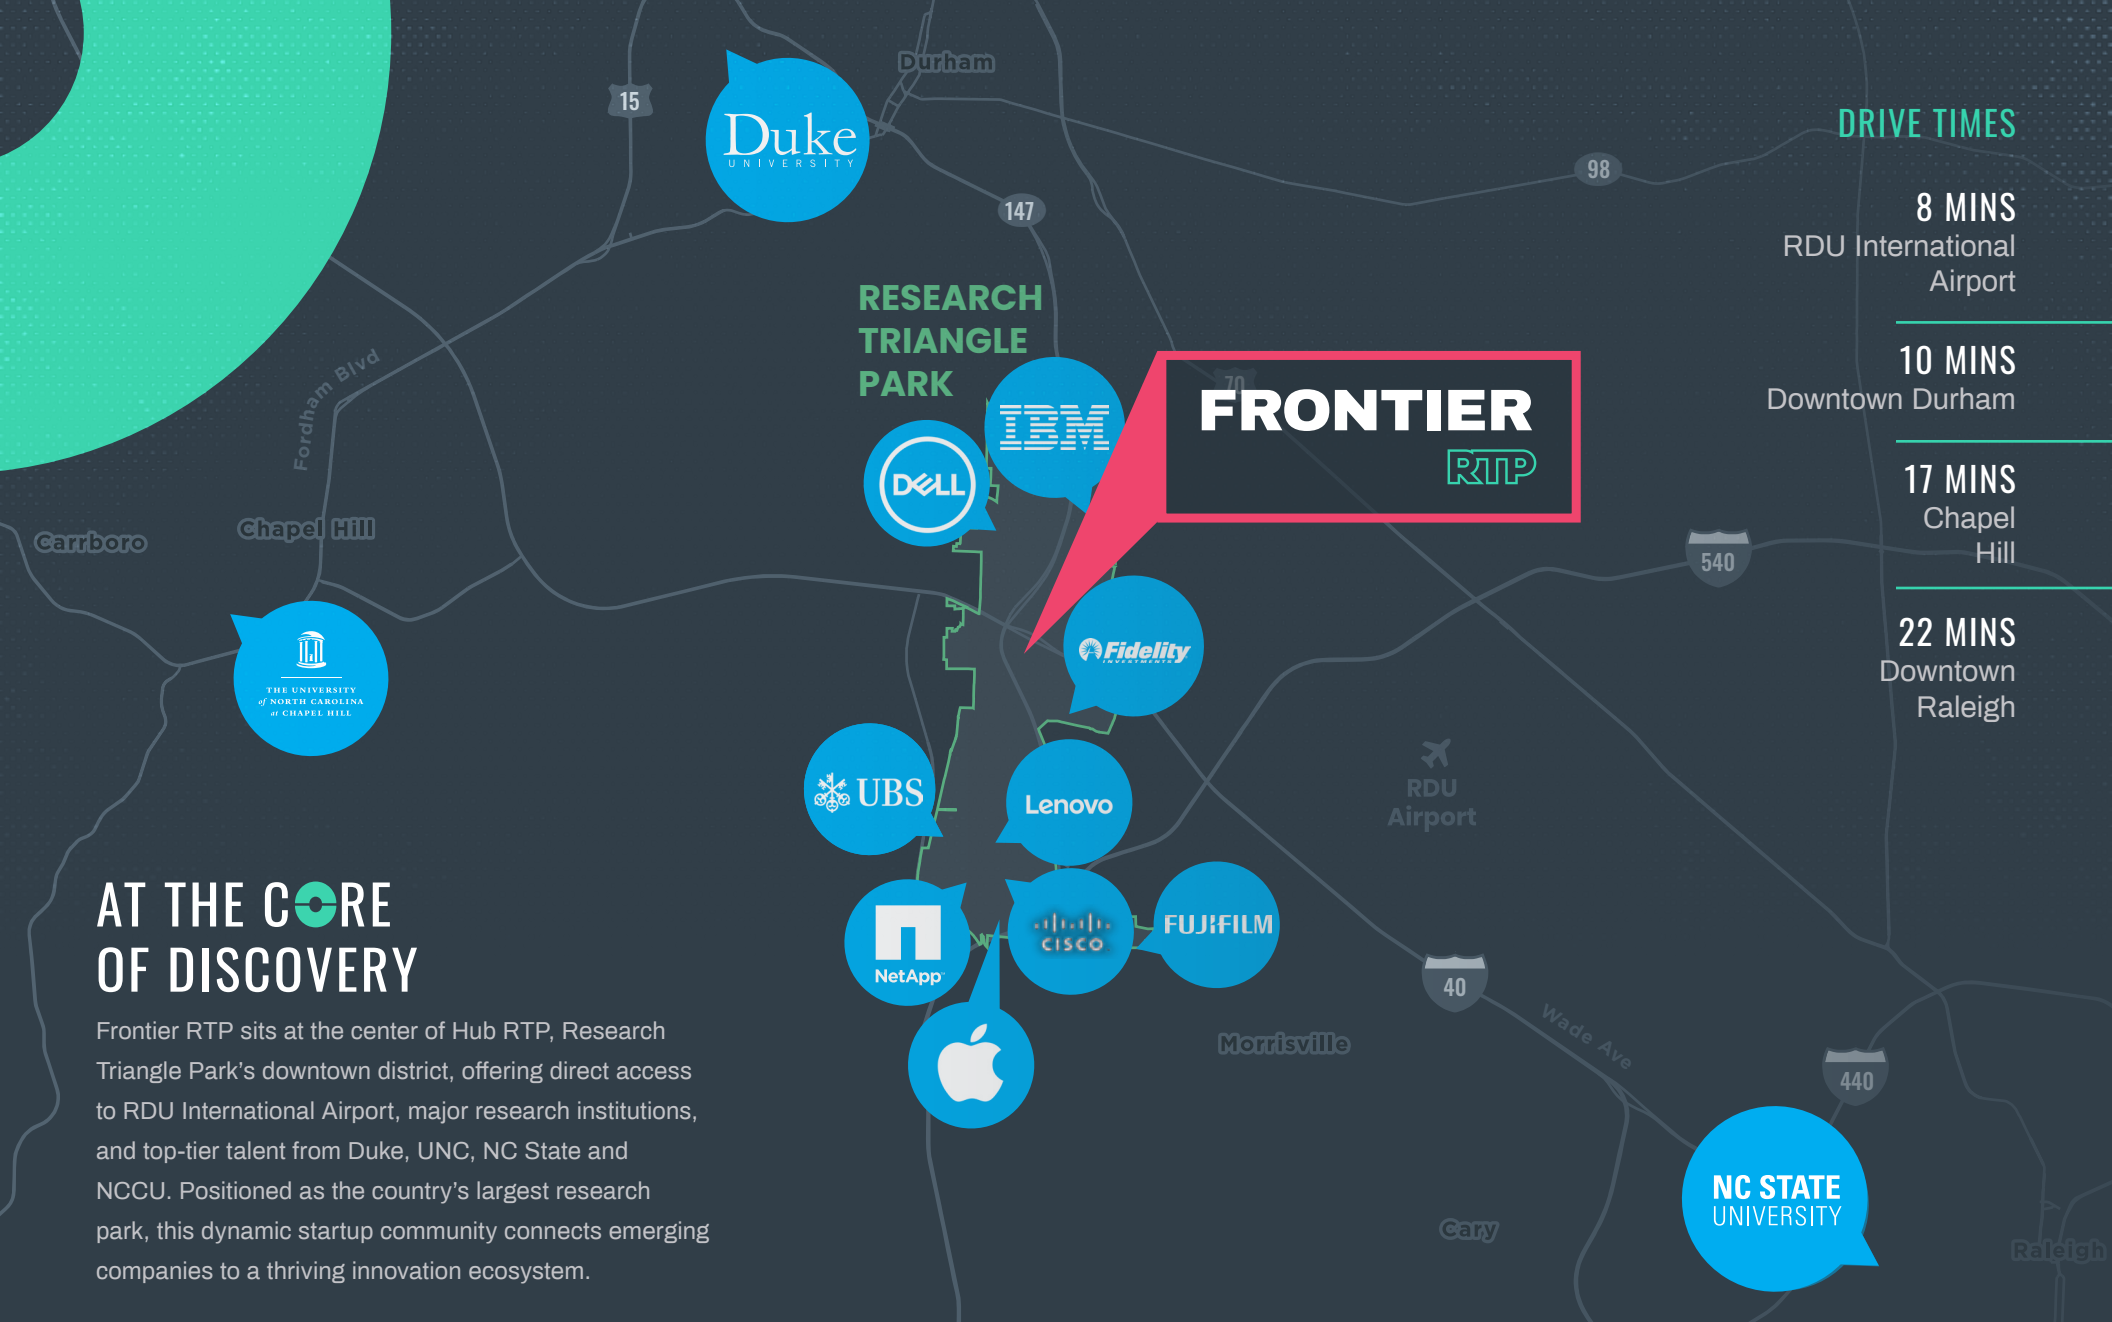 Durham
15
Duke
UNIVERSITY
98
147
DRIVE TIMES
8 MINS
RDU International
Airport
10 MINS
Downtown Durham
17 MINS
Chapel
Hill
22 MINS
Downtown
Raleigh
RESEARCH
TRIANGLE
PARK
70
FRONTIER
RTP
IBM
DELL
Fordham Blvd
Carrboro
Chapel Hill
540
THE UNIVERSITY
of NORTH CAROLINA
at CHAPEL HILL
Fidelity
INVESTMENTS
UBS
Lenovo
RDU
Airport
NetApp
CISCO
FUJIFILM
40
Wade Ave
Morrisville
440
NC STATE
UNIVERSITY
Cary
Raleigh
AT THE CORE
OF DISCOVERY
Frontier RTP sits at the center of Hub RTP, Research
Triangle Park’s downtown district, offering direct access
to RDU International Airport, major research institutions,
and top-tier talent from Duke, UNC, NC State and
NCCU. Positioned as the country’s largest research
park, this dynamic startup community connects emerging
companies to a thriving innovation ecosystem.